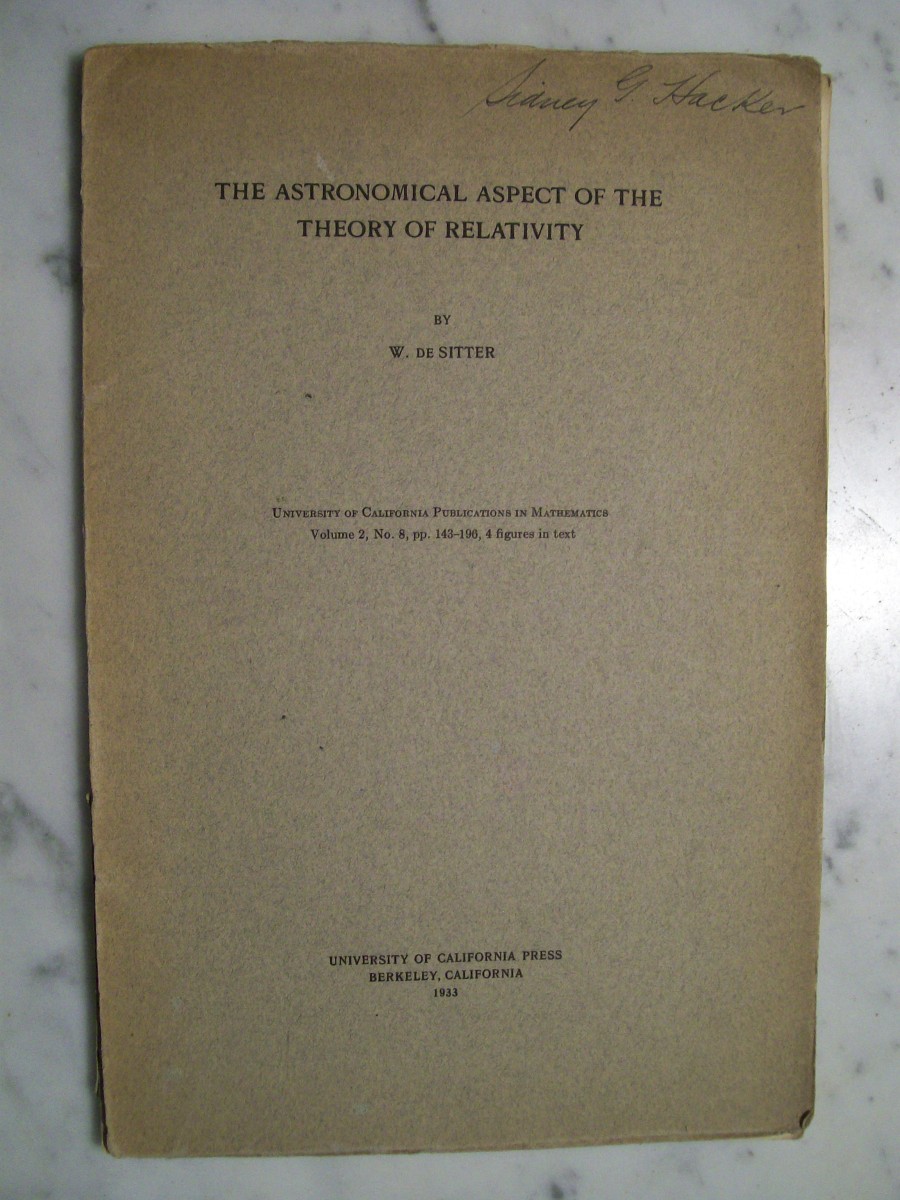 Sidney G. Hacker
THE ASTRONOMICAL ASPECT OF THE
THEORY OF RELATIVITY
BY
W. DE SITTER
UNIVERSITY OF CALIFORNIA PUBLICATIONS IN MATHEMATICS
Volume 2, No. 8, pp. 143–196, 4 figures in text
UNIVERSITY OF CALIFORNIA PRESS
BERKELEY, CALIFORNIA
1933